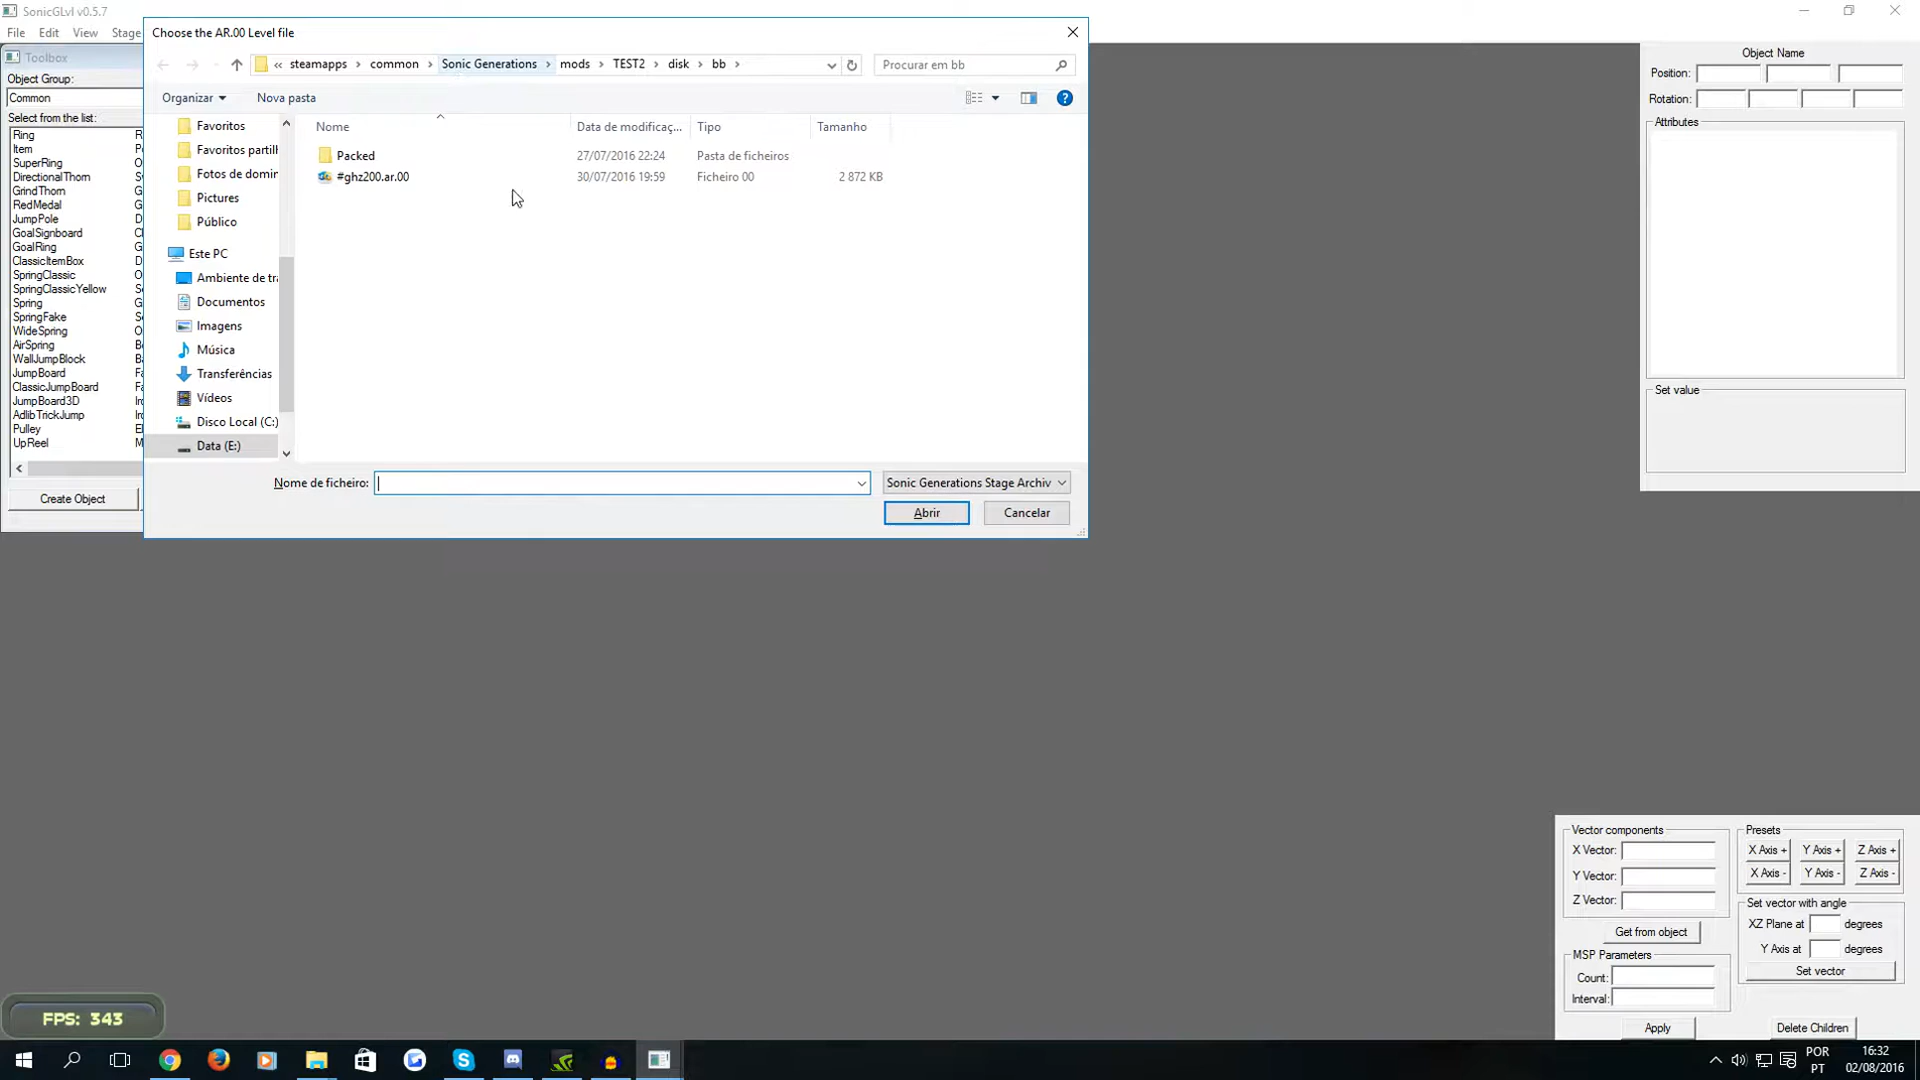 SonicGLvl v0.5.7
File Edit View Stage
Toolbox
Object Group:
Common
Select from the list:
Ring
Item
SuperRing
DirectionalThorn
GrindThorn
RedMedal
JumpPole
GoalSignboard
GoalRing
ClassicItemBox
SpringClassic
SpringClassicYellow
Spring
SpringFake
WideSpring
AirSpring
WallJumpBlock
JumpBoard
ClassicJumpBoard
JumpBoard3D
AdlibTrickJump
Pulley
UpReel
Create Object
Choose the AR.00 Level file
« steamapps > common > Sonic Generations > mods > TEST2 > disk > bb >
Procurar em bb
Organizar Nova pasta
Favoritos
Favoritos partill
Fotos de domin
Pictures
Público
Este PC
Ambiente de tra
Documentos
Imagens
Música
Transferências
Vídeos
Disco Local (C:)
Data (E:)
Nome Data de modificaç... Tipo Tamanho
Packed 27/07/2016 22:24 Pasta de ficheiros
#ghz200.ar.00 30/07/2016 19:59 Ficheiro 00 2 872 KB
Nome de ficheiro: Sonic Generations Stage Archiv
Abrir Cancelar
Object Name
Position:
Rotation:
Attributes
Set value
Vector components
X Vector:
Y Vector:
Z Vector:
Get from object
MSP Parameters
Count:
Interval:
Apply
Presets
X Axis + Y Axis + Z Axis +
X Axis - Y Axis - Z Axis -
Set vector with angle
XZ Plane at degrees
Y Axis at degrees
Set vector
Delete Children
FPS: 343
POR
PT
16:32
02/08/2016